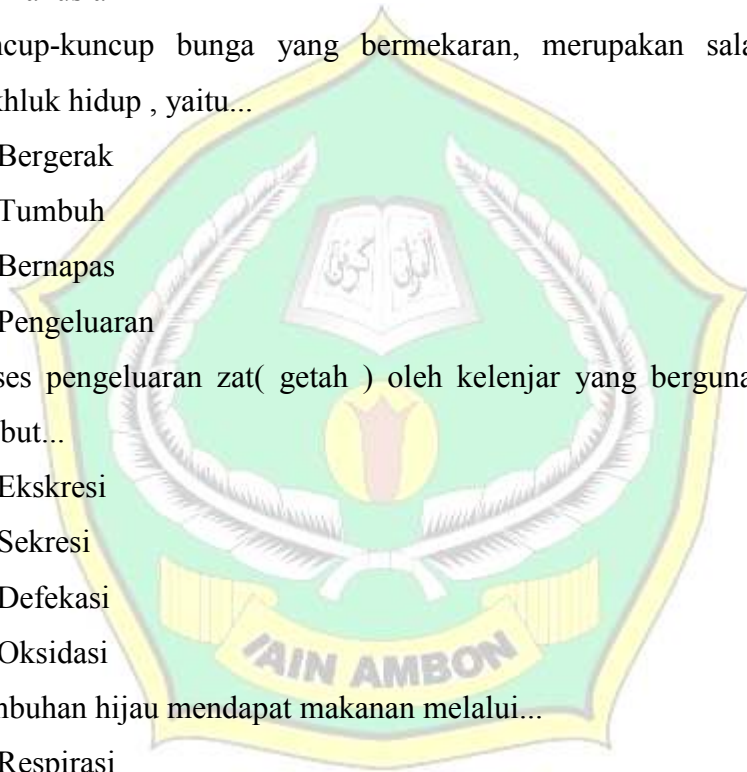 ncup-kuncup bunga yang bermekaran, merupakan sala
khluk hidup , yaitu...
Bergerak
Tumbuh
Bernapas
Pengeluaran
ses pengeluaran zat( getah ) oleh kelenjar yang berguna
but...
Ekskresi
Sekresi
Defekasi
Oksidasi
IAIN AMBON
mbuhan hijau mendapat makanan melalui...
Respirasi